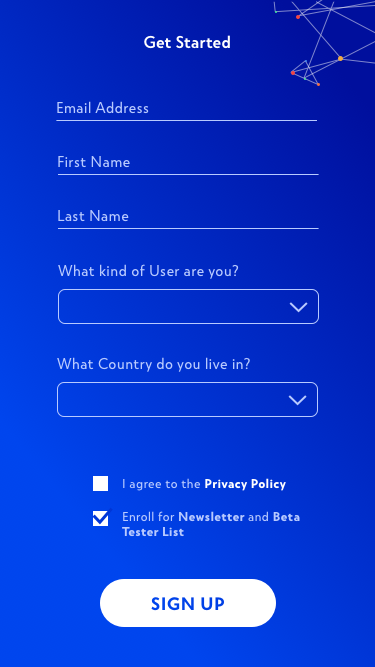 Get Started
Email Address
First Name
Last Name
What kind of User are you?
What Country do you live in?
I agree to the Privacy Policy
Enroll for Newsletter and Beta
Tester List
SIGN UP